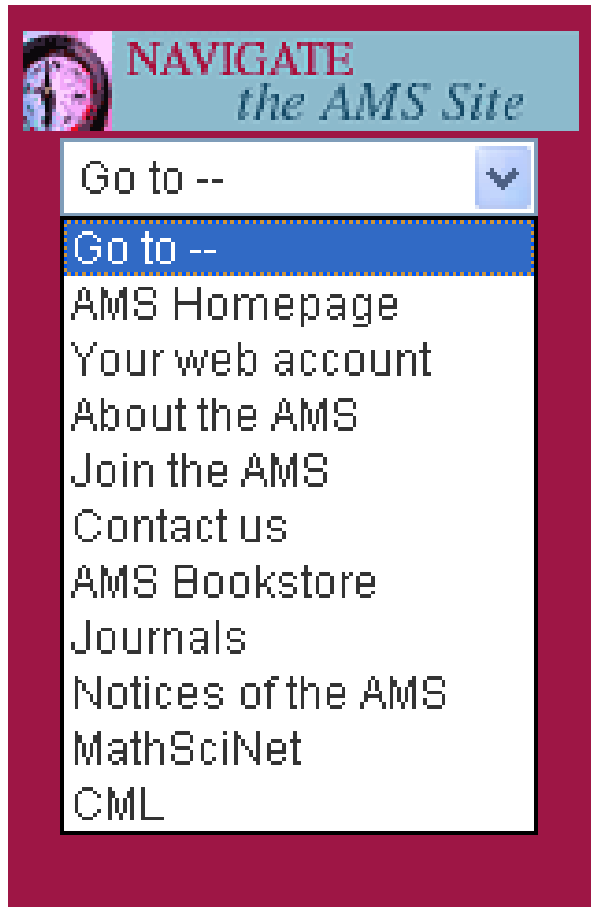 NAVIGATE
the AMS Site
Go to --
Go to --
AMS Homepage
Your web account
About the AMS
Join the AMS
Contact us
AMS Bookstore
Journals
Notices of the AMS
MathSciNet
CML